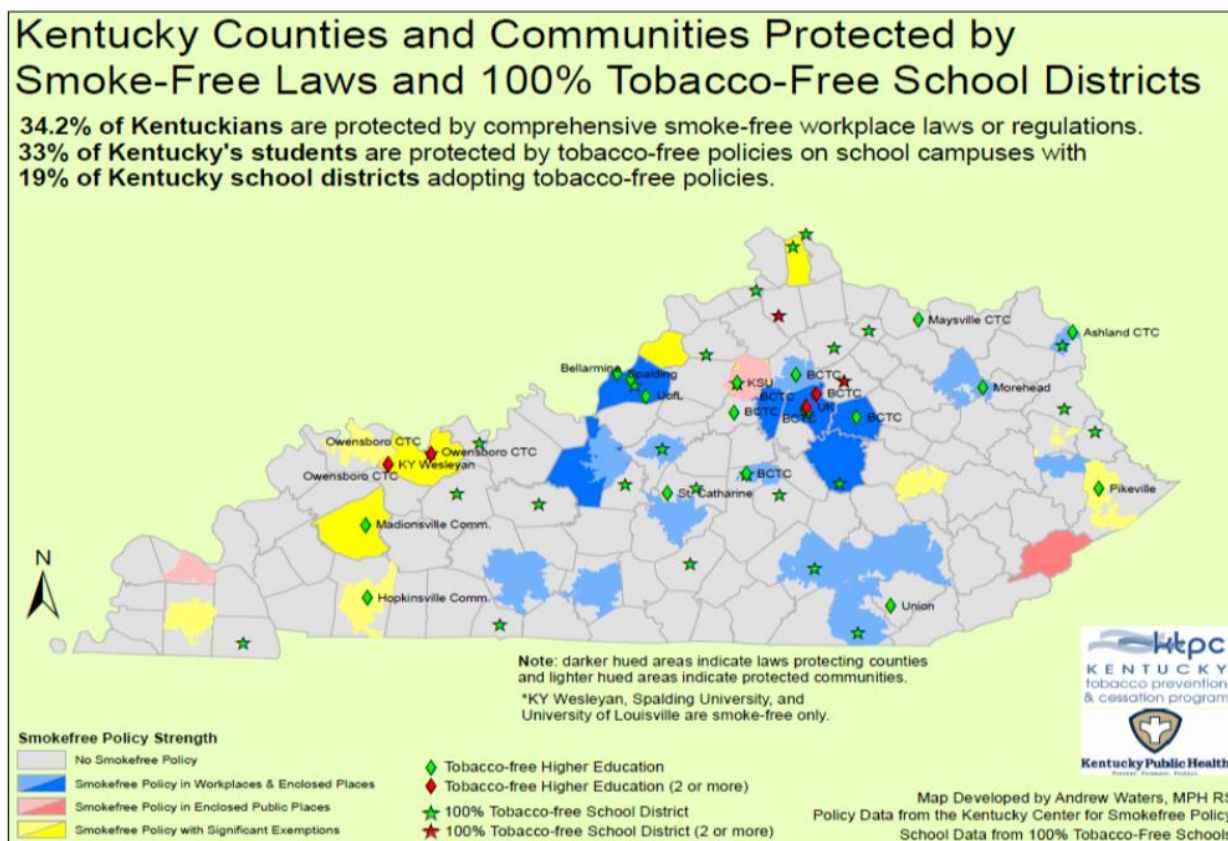 Kentucky Counties and Communities Protected by
Smoke-Free Laws and 100% Tobacco-Free School Districts
34.2% of Kentuckians are protected by comprehensive smoke-free workplace laws or regulations.
33% of Kentucky's students are protected by tobacco-free policies on school campuses with
19% of Kentucky school districts adopting tobacco-free policies.
Maysville CTC
Ashland CTC
Bellarmine
Spalding
UofL
KSU
BCTC
Morehead
BCTC
BCTC
BCTC
UK
BCTC
BCTC
Owensboro CTC
Owensboro CTC
KY Wesleyan
Owensboro CTC
BCTC
St. Catharine
Pikeville
Madionsville Comm.
Hopkinsville Comm.
Union
N
Note: darker hued areas indicate laws protecting counties
and lighter hued areas indicate protected communities.
*KY Wesleyan, Spalding University, and
University of Louisville are smoke-free only.
ktpc
KENTUCKY
tobacco prevention
& cessation program
Kentucky Public Health
Prevent. Promote. Protect.
Smokefree Policy Strength
No Smokefree Policy
Smokefree Policy in Workplaces & Enclosed Places
Smokefree Policy in Enclosed Public Places
Smokefree Policy with Significant Exemptions
Tobacco-free Higher Education
Tobacco-free Higher Education (2 or more)
100% Tobacco-free School District
100% Tobacco-free School District (2 or more)
Map Developed by Andrew Waters, MPH RS
Policy Data from the Kentucky Center for Smokefree Policy
School Data from 100% Tobacco-Free Schools